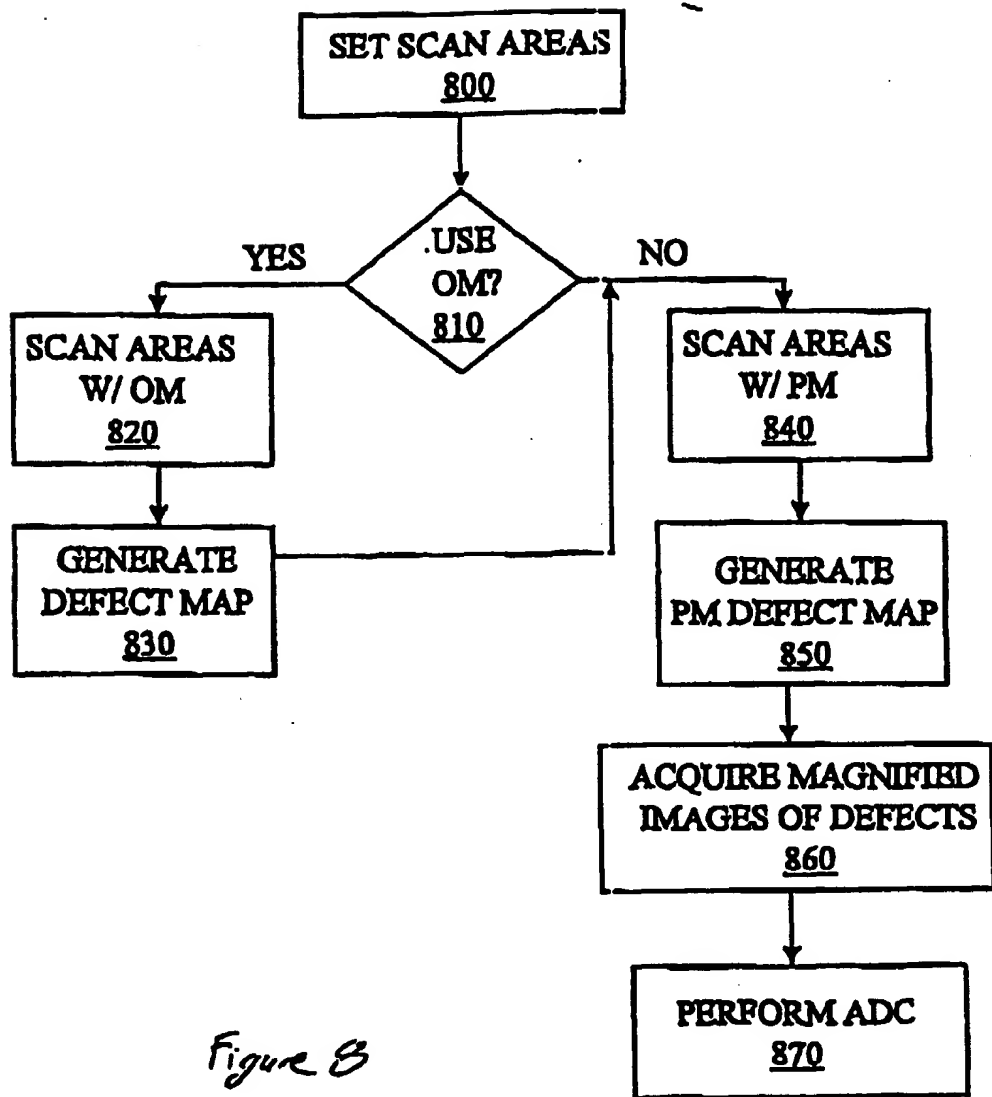 SET SCAN AREAS
800
.USE
OM?
810
YES
NO
SCAN AREAS
W/ OM
820
SCAN AREAS
W/ PM
840
GENERATE
DEFECT MAP
830
GENERATE
PM DEFECT MAP
850
ACQUIRE MAGNIFIED
IMAGES OF DEFECTS
860
PERFORM ADC
870
Figure 8